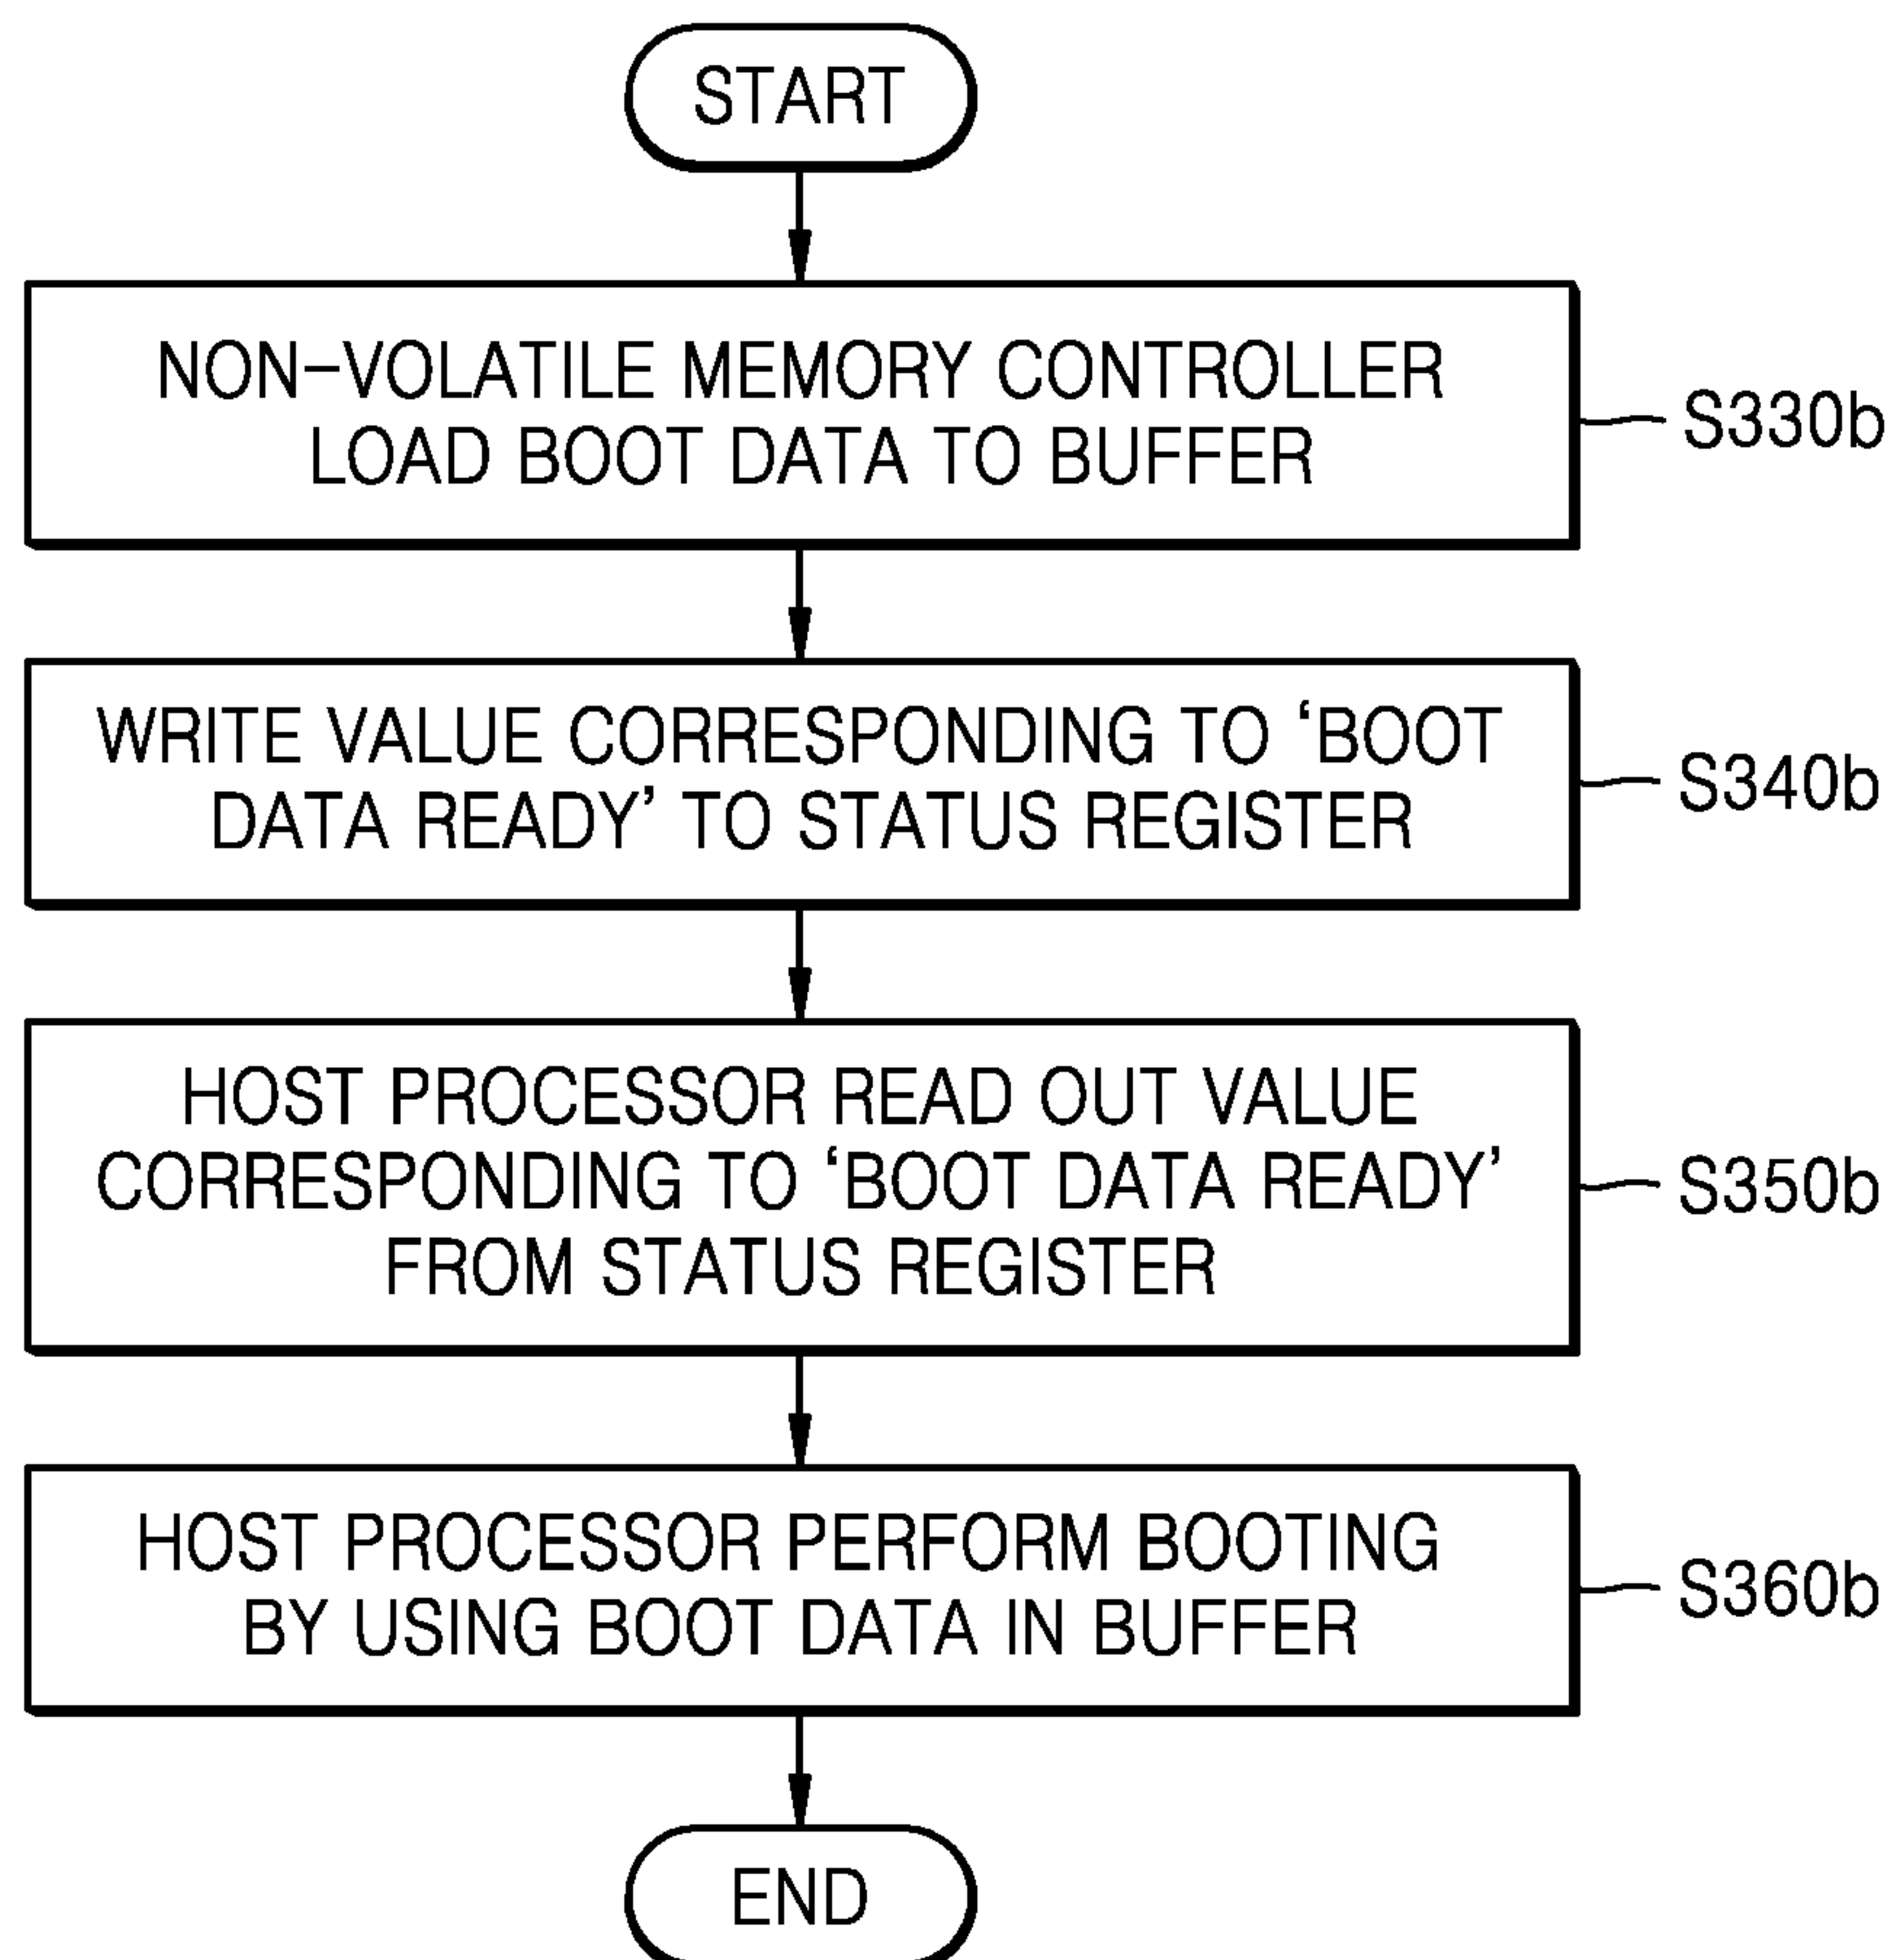 START
NON-VOLATILE MEMORY CONTROLLER
LOAD BOOT DATA TO BUFFER
S330b
WRITE VALUE CORRESPONDING TO ‘BOOT
DATA READY’ TO STATUS REGISTER
S340b
HOST PROCESSOR READ OUT VALUE
CORRESPONDING TO ‘BOOT DATA READY’
FROM STATUS REGISTER
S350b
HOST PROCESSOR PERFORM BOOTING
BY USING BOOT DATA IN BUFFER
S360b
END